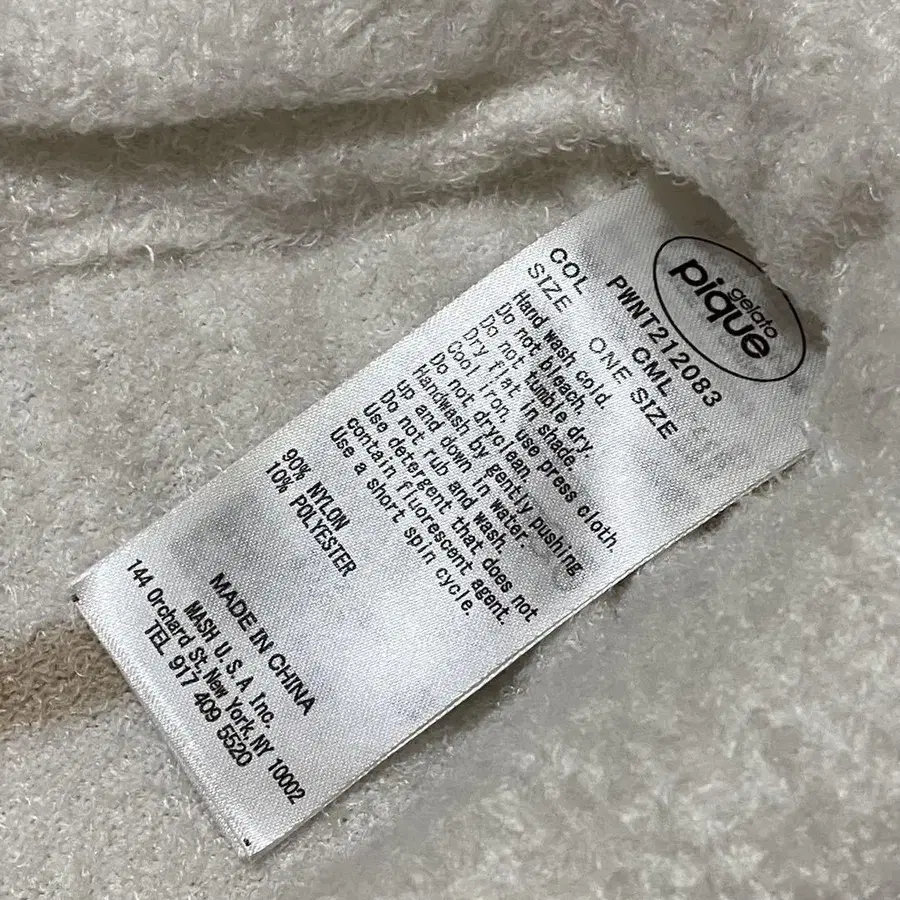 gelato
pique
PWNT212083
COL CML
SIZE ONE SIZE
Hand wash cold.
Do not bleach.
Do not tumble dry.
Dry flat in shade.
Cool iron. use press cloth.
Do not dryclean.
Handwash by gently pushing
up and down in water.
Do not rub and wash.
Use detergent that does not
contain fluorescent agent.
Use a short spin cycle.
90% NYLON
10% POLYESTER
MADE IN CHINA
MASH U.S.A Inc.
144 Orchard St, New York, NY 10002
TEL 917 409 5520